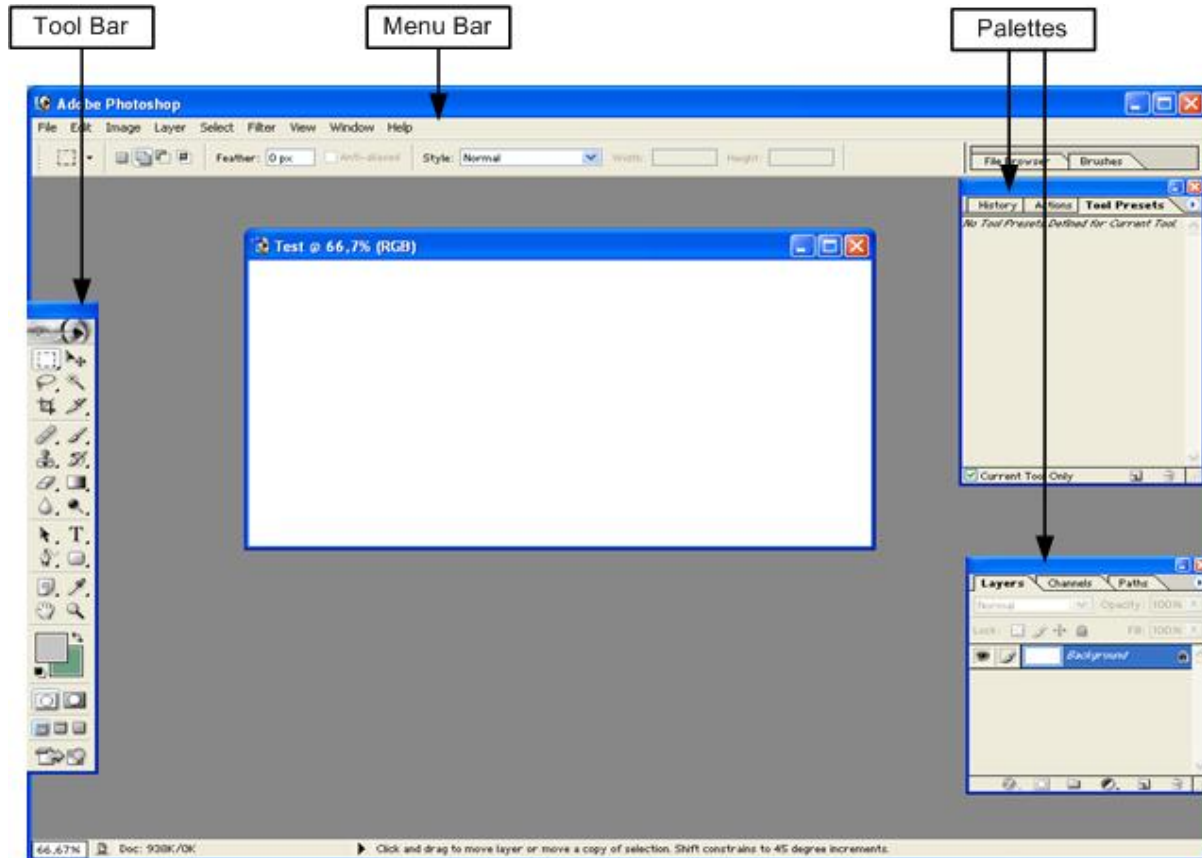 Tool Bar
Menu Bar
Palettes
Adobe Photoshop
File Edit Image Layer Select Filter View Window Help
Feather: 0 px Anti-aliased Style: Normal Width: Height:
File Browser Brushes
History Actions Tool Presets
No Tool Presets Defined for Current Tool
Test @ 66,7% (RGB)
T
Current Tool Only
Layers Channels Paths
Normal Opacity: 100%
Lock: Fill: 100%
Background
66,67% Doc: 938K/0K Click and drag to move layer or move a copy of selection. Shift constrains to 45 degree increments.